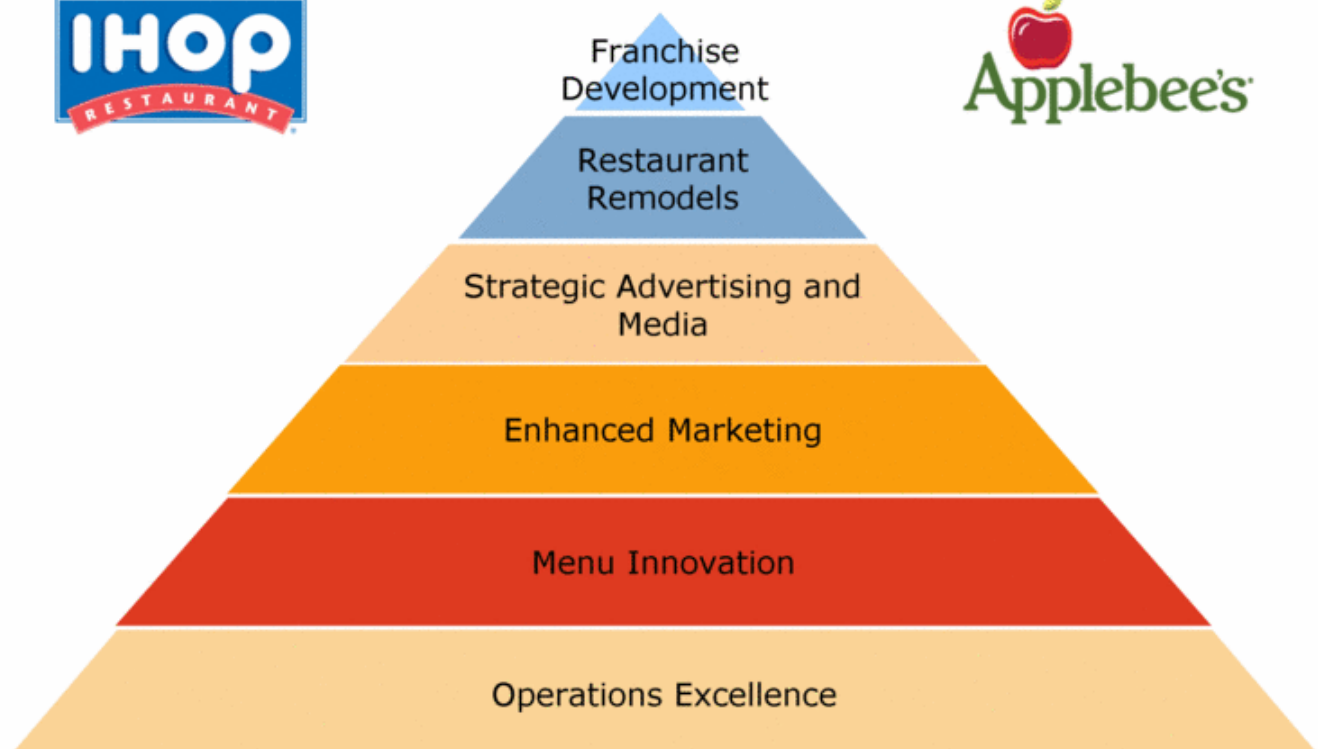 IHOP
RESTAURANT
Applebee's
Franchise
Development
Restaurant
Remodels
Strategic Advertising and
Media
Enhanced Marketing
Menu Innovation
Operations Excellence